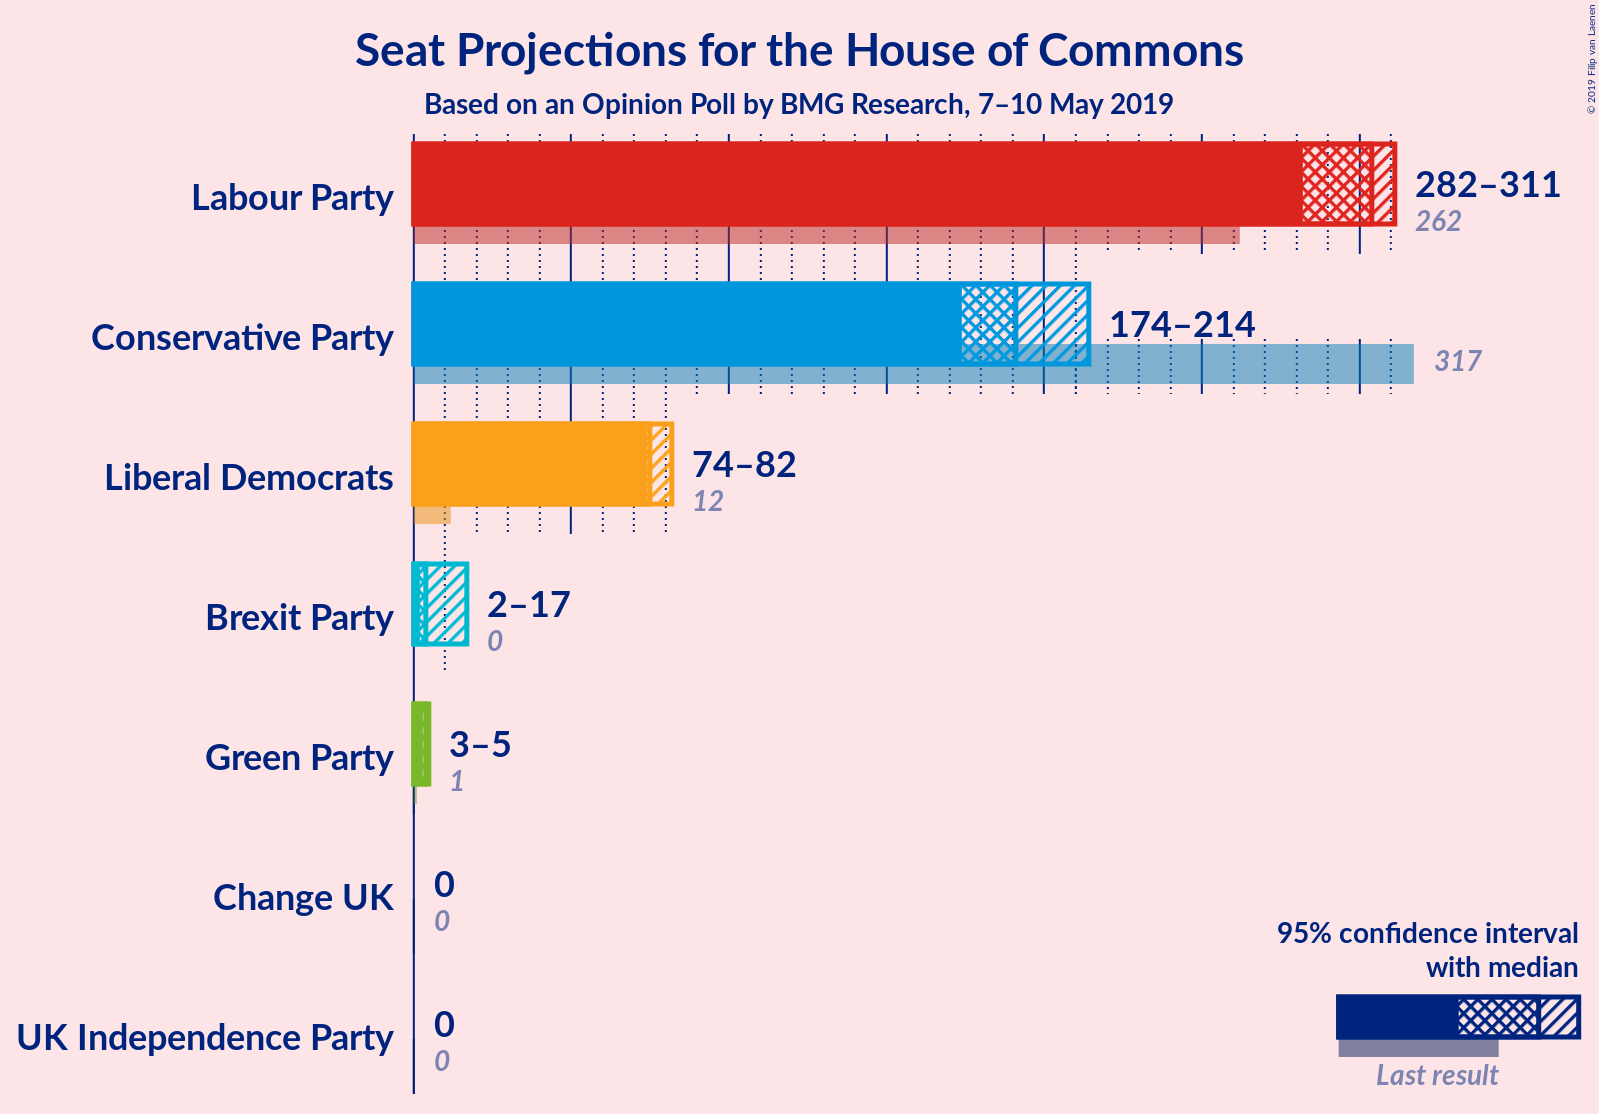 Seat Projections for the House of Commons
Based on an Opinion Poll by BMG Research, 7–10 May 2019
© 2019 Filip van Laenen
Labour Party
282–311
262
Conservative Party
174–214
317
Liberal Democrats
74–82
12
Brexit Party
2–17
0
Green Party
3–5
1
Change UK
0
0
UK Independence Party
0
0
95% confidence interval
with median
Last result